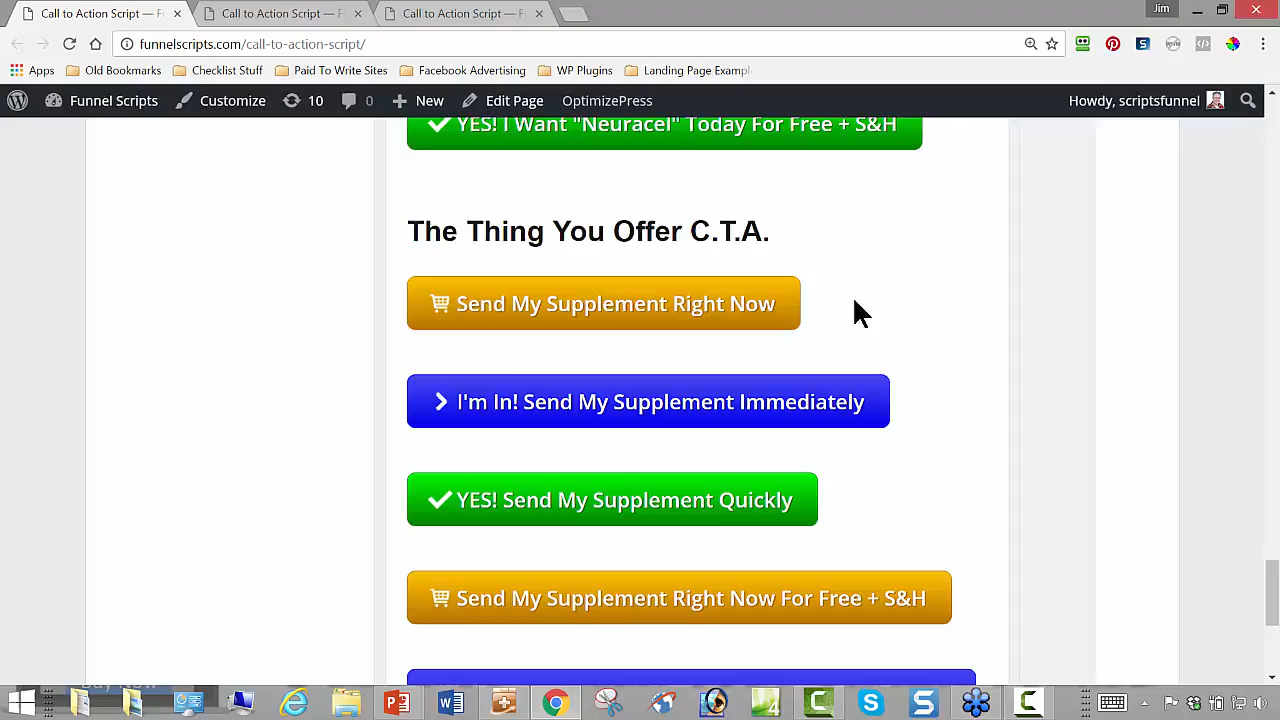 Call to Action Script — F
Call to Action Script — F
Call to Action Script — F
Jim
funnelscripts.com/call-to-action-script/
Apps
Old Bookmarks
Checklist Stuff
Paid To Write Site
Facebook Advertising
WP Plugins
Landing Page Exampl
Funnel Scripts
Customize
10
0
New
Edit Page
OptimizePress
Howdy, scriptsfunnel
YES! I Want "Neuracel" Today For Free + S&H
The Thing You Offer C.T.A.
Send My Supplement Right Now
I'm In! Send My Supplement Immediately
YES! Send My Supplement Quickly
Send My Supplement Right Now For Free + S&H
Buy Now